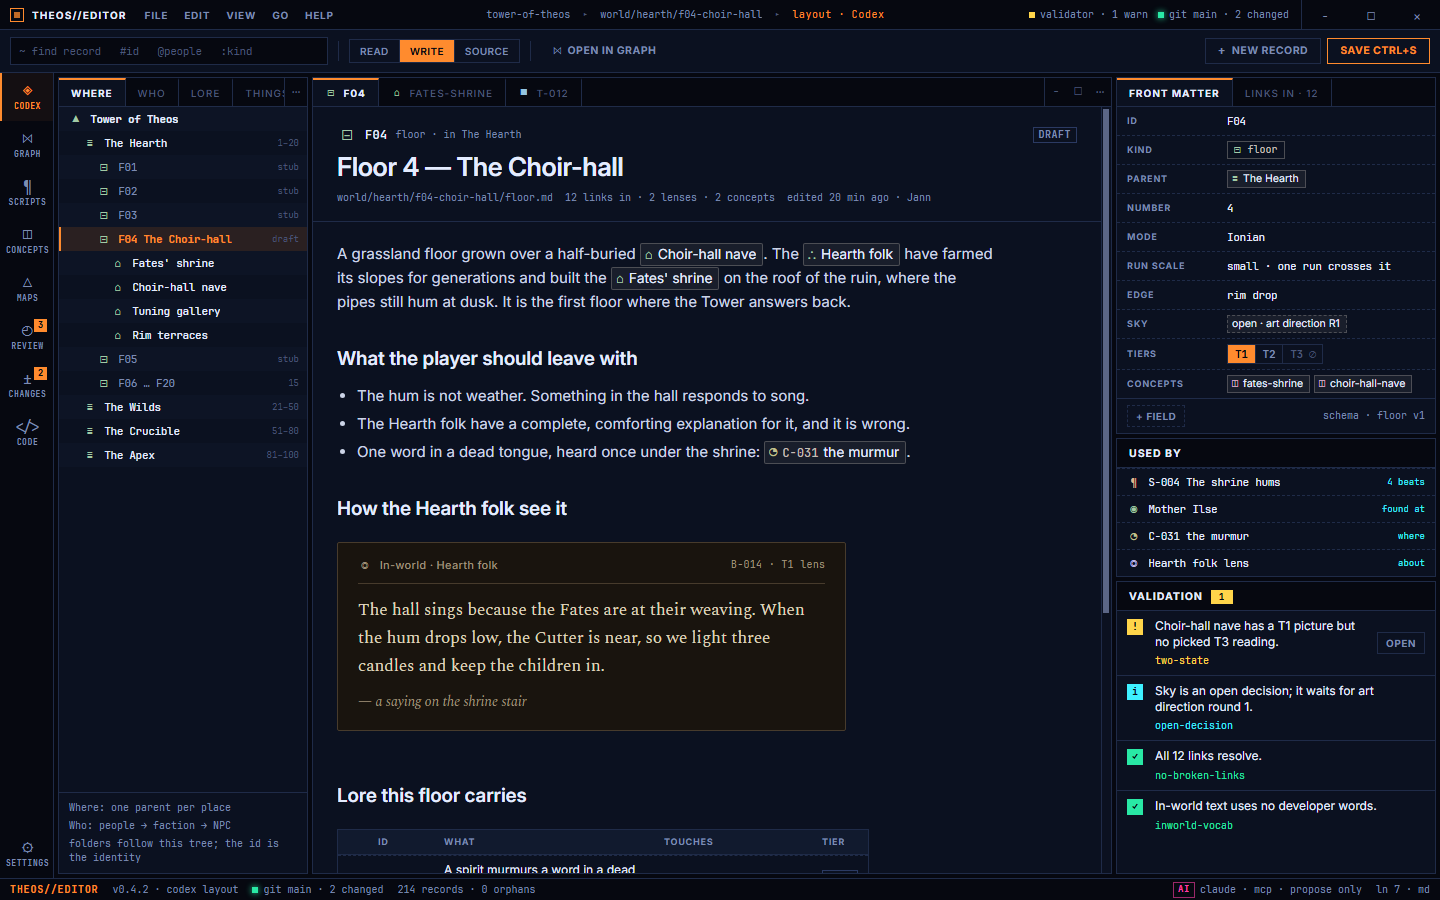 THEOS//EDITOR FILE EDIT VIEW GO HELP
tower-of-theos ‣ world/hearth/f04-choir-hall ‣ layout · Codex
validator · 1 warn git main · 2 changed
~ find record #id @people :kind
READ WRITE SOURCE
OPEN IN GRAPH
+ NEW RECORD
SAVE CTRL+S
CODEX
GRAPH
SCRIPTS
CONCEPTS
MAPS
3
REVIEW
2
CHANGES
CODE
SETTINGS
WHERE WHO LORE THINGS ...
Tower of Theos
The Hearth 1–20
F01 stub
F02 stub
F03 stub
F04 The Choir-hall draft
Fates' shrine
Choir-hall nave
Tuning gallery
Rim terraces
F05 stub
F06 … F20 15
The Wilds 21–50
The Crucible 51–80
The Apex 81–100
Where: one parent per place
Who: people → faction → NPC
folders follow this tree; the id is
the identity
F04 FATES-SHRINE T-012
F04 floor · in The Hearth DRAFT
Floor 4 — The Choir-hall
world/hearth/f04-choir-hall/floor.md 12 links in · 2 lenses · 2 concepts edited 20 min ago · Jann
A grassland floor grown over a half-buried Choir-hall nave. The Hearth folk have farmed
its slopes for generations and built the Fates' shrine on the roof of the ruin, where the
pipes still hum at dusk. It is the first floor where the Tower answers back.
What the player should leave with
• The hum is not weather. Something in the hall responds to song.
• The Hearth folk have a complete, comforting explanation for it, and it is wrong.
• One word in a dead tongue, heard once under the shrine: C-031 the murmur.
How the Hearth folk see it
In-world · Hearth folk B-014 · T1 lens
The hall sings because the Fates are at their weaving. When
the hum drops low, the Cutter is near, so we light three
candles and keep the children in.
— a saying on the shrine stair
Lore this floor carries
ID WHAT TOUCHES TIER
A spirit murmurs a word in a dead
FRONT MATTER LINKS IN · 12
ID F04
KIND floor
PARENT The Hearth
NUMBER 4
MODE Ionian
RUN SCALE small · one run crosses it
EDGE rim drop
SKY open · art direction R1
TIERS T1 T2 T3 ∅
CONCEPTS fates-shrine choir-hall-nave
+ FIELD schema · floor v1
USED BY
¶ S-004 The shrine hums 4 beats
Mother Ilse found at
C-031 the murmur where
Hearth folk lens about
VALIDATION 1
! Choir-hall nave has a T1 picture but
no picked T3 reading.
two-state
OPEN
i Sky is an open decision; it waits for art
direction round 1.
open-decision
✓ All 12 links resolve.
no-broken-links
✓ In-world text uses no developer words.
inworld-vocab
THEOS//EDITOR v0.4.2 · codex layout git main · 2 changed 214 records · 0 orphans
AI claude · mcp · propose only ln 7 · md